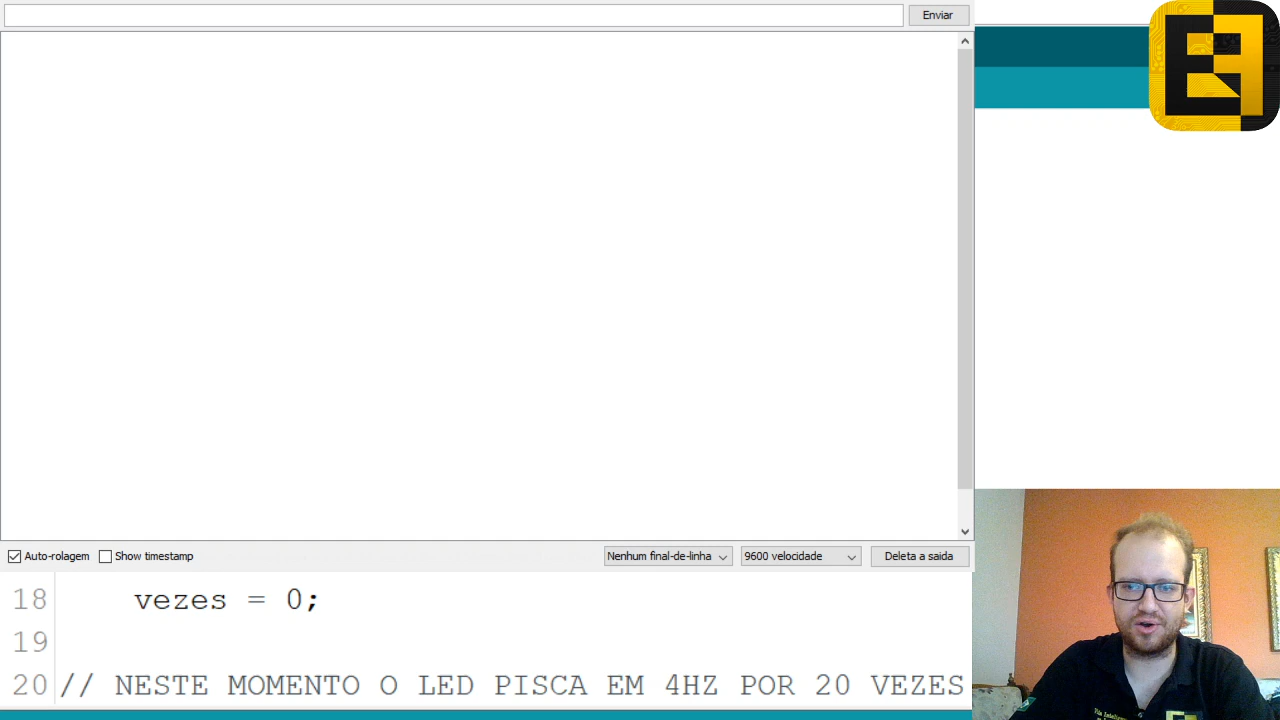 Enviar
Auto-rolagem
Show timestamp
Nenhum final-de-linha
9600 velocidade
Deleta a saida
18 vezes = 0;
19
20 // NESTE MOMENTO O LED PISCA EM 4HZ POR 20 VEZES